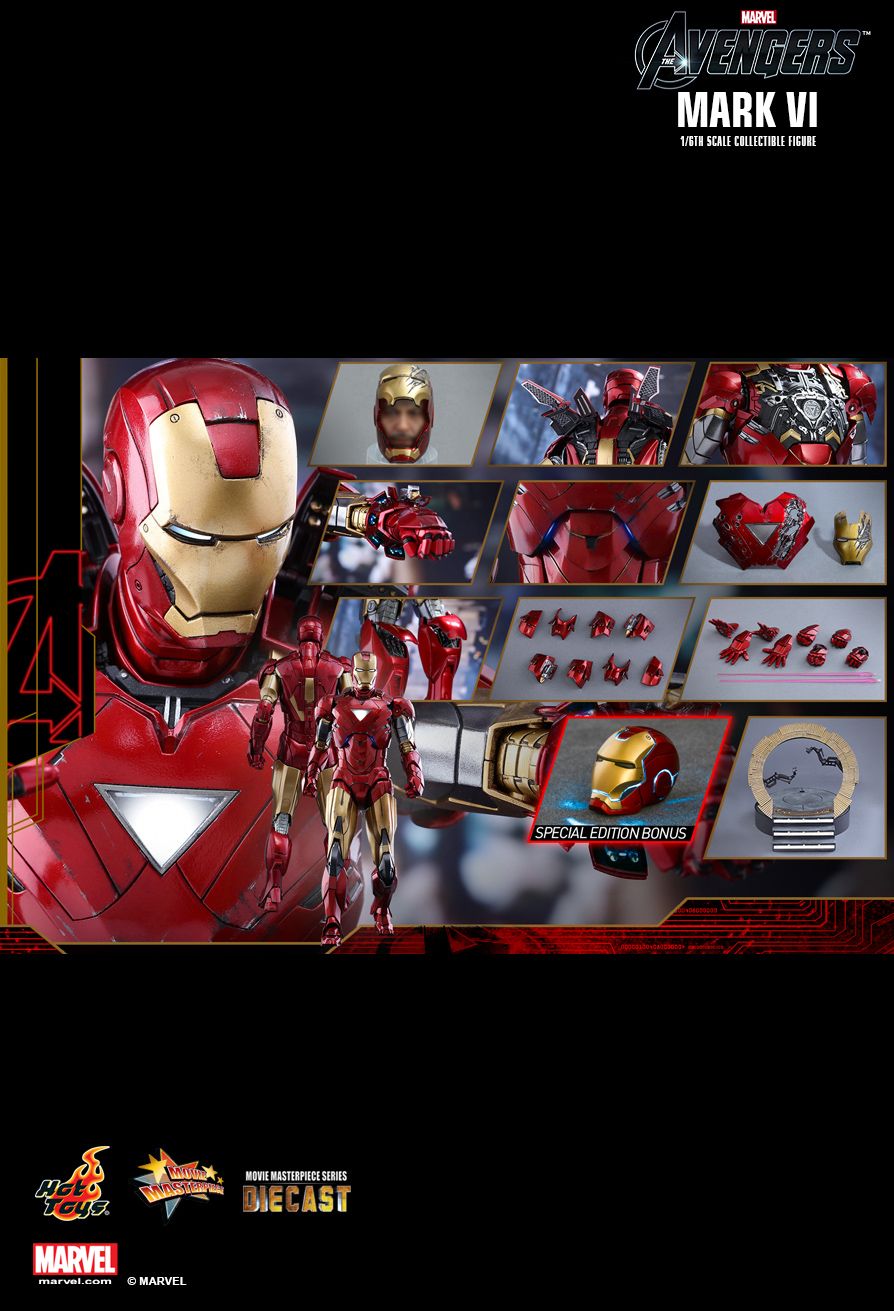 MARVEL
THE AVENGERS™
MARK VI
1/6TH SCALE COLLECTIBLE FIGURE
SPECIAL EDITION BONUS
HOT TOYS
MOVIE MASTERPIECE
MOVIE MASTERPIECE SERIES
DIECAST
MARVEL
marvel.com © MARVEL